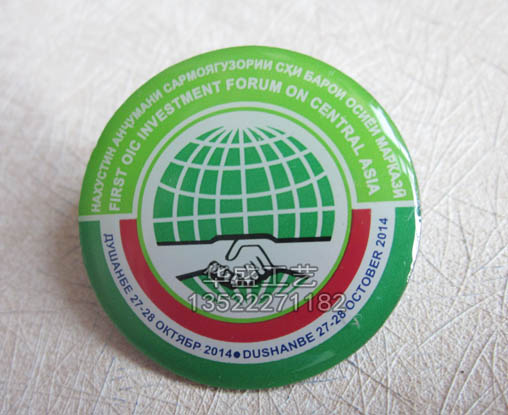 НАХУСТИН АНҶУМАНИ САРМОЯГУЗОРИИ СҲИ БАРОИ ОСИЁИ МАРКАЗӢ
FIRST OIC INVESTMENT FORUM ON CENTRAL ASIA
华盛工艺
13522271182
ДУШАНБЕ 27-28 ОКТЯБР 2014 ● DUSHANBE 27-28 OCTOBER 2014